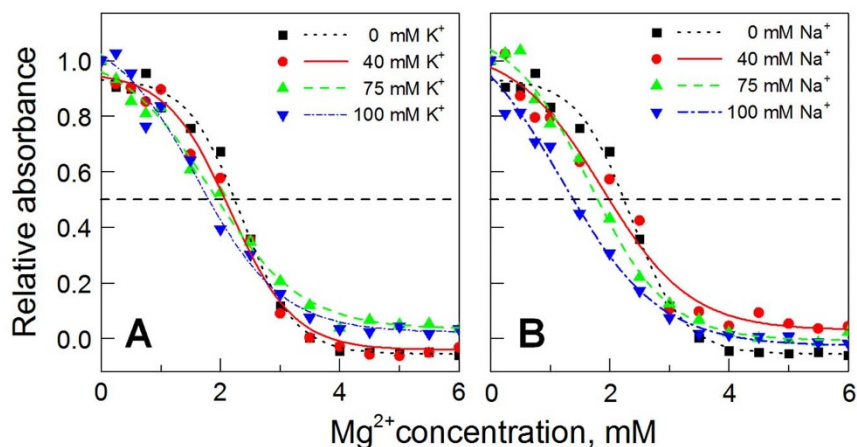 0 mM K⁺
40 mM K⁺
75 mM K⁺
100 mM K⁺
0 mM Na⁺
40 mM Na⁺
75 mM Na⁺
100 mM Na⁺
1.0
0.8
0.6
0.4
0.2
0.0
Relative absorbance
A
B
0 2 4 6 0 2 4 6
Mg²⁺concentration, mM